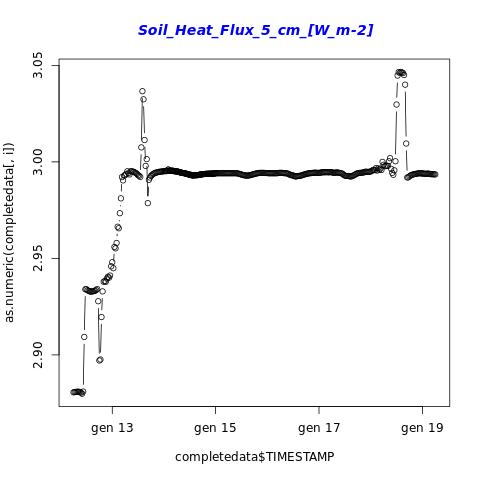 Soil_Heat_Flux_5_cm_[W_m-2]
as.numeric(completedata[, i])
3.05
3.00
2.95
2.90
gen 13 gen 15 gen 17 gen 19
completedata$TIMESTAMP